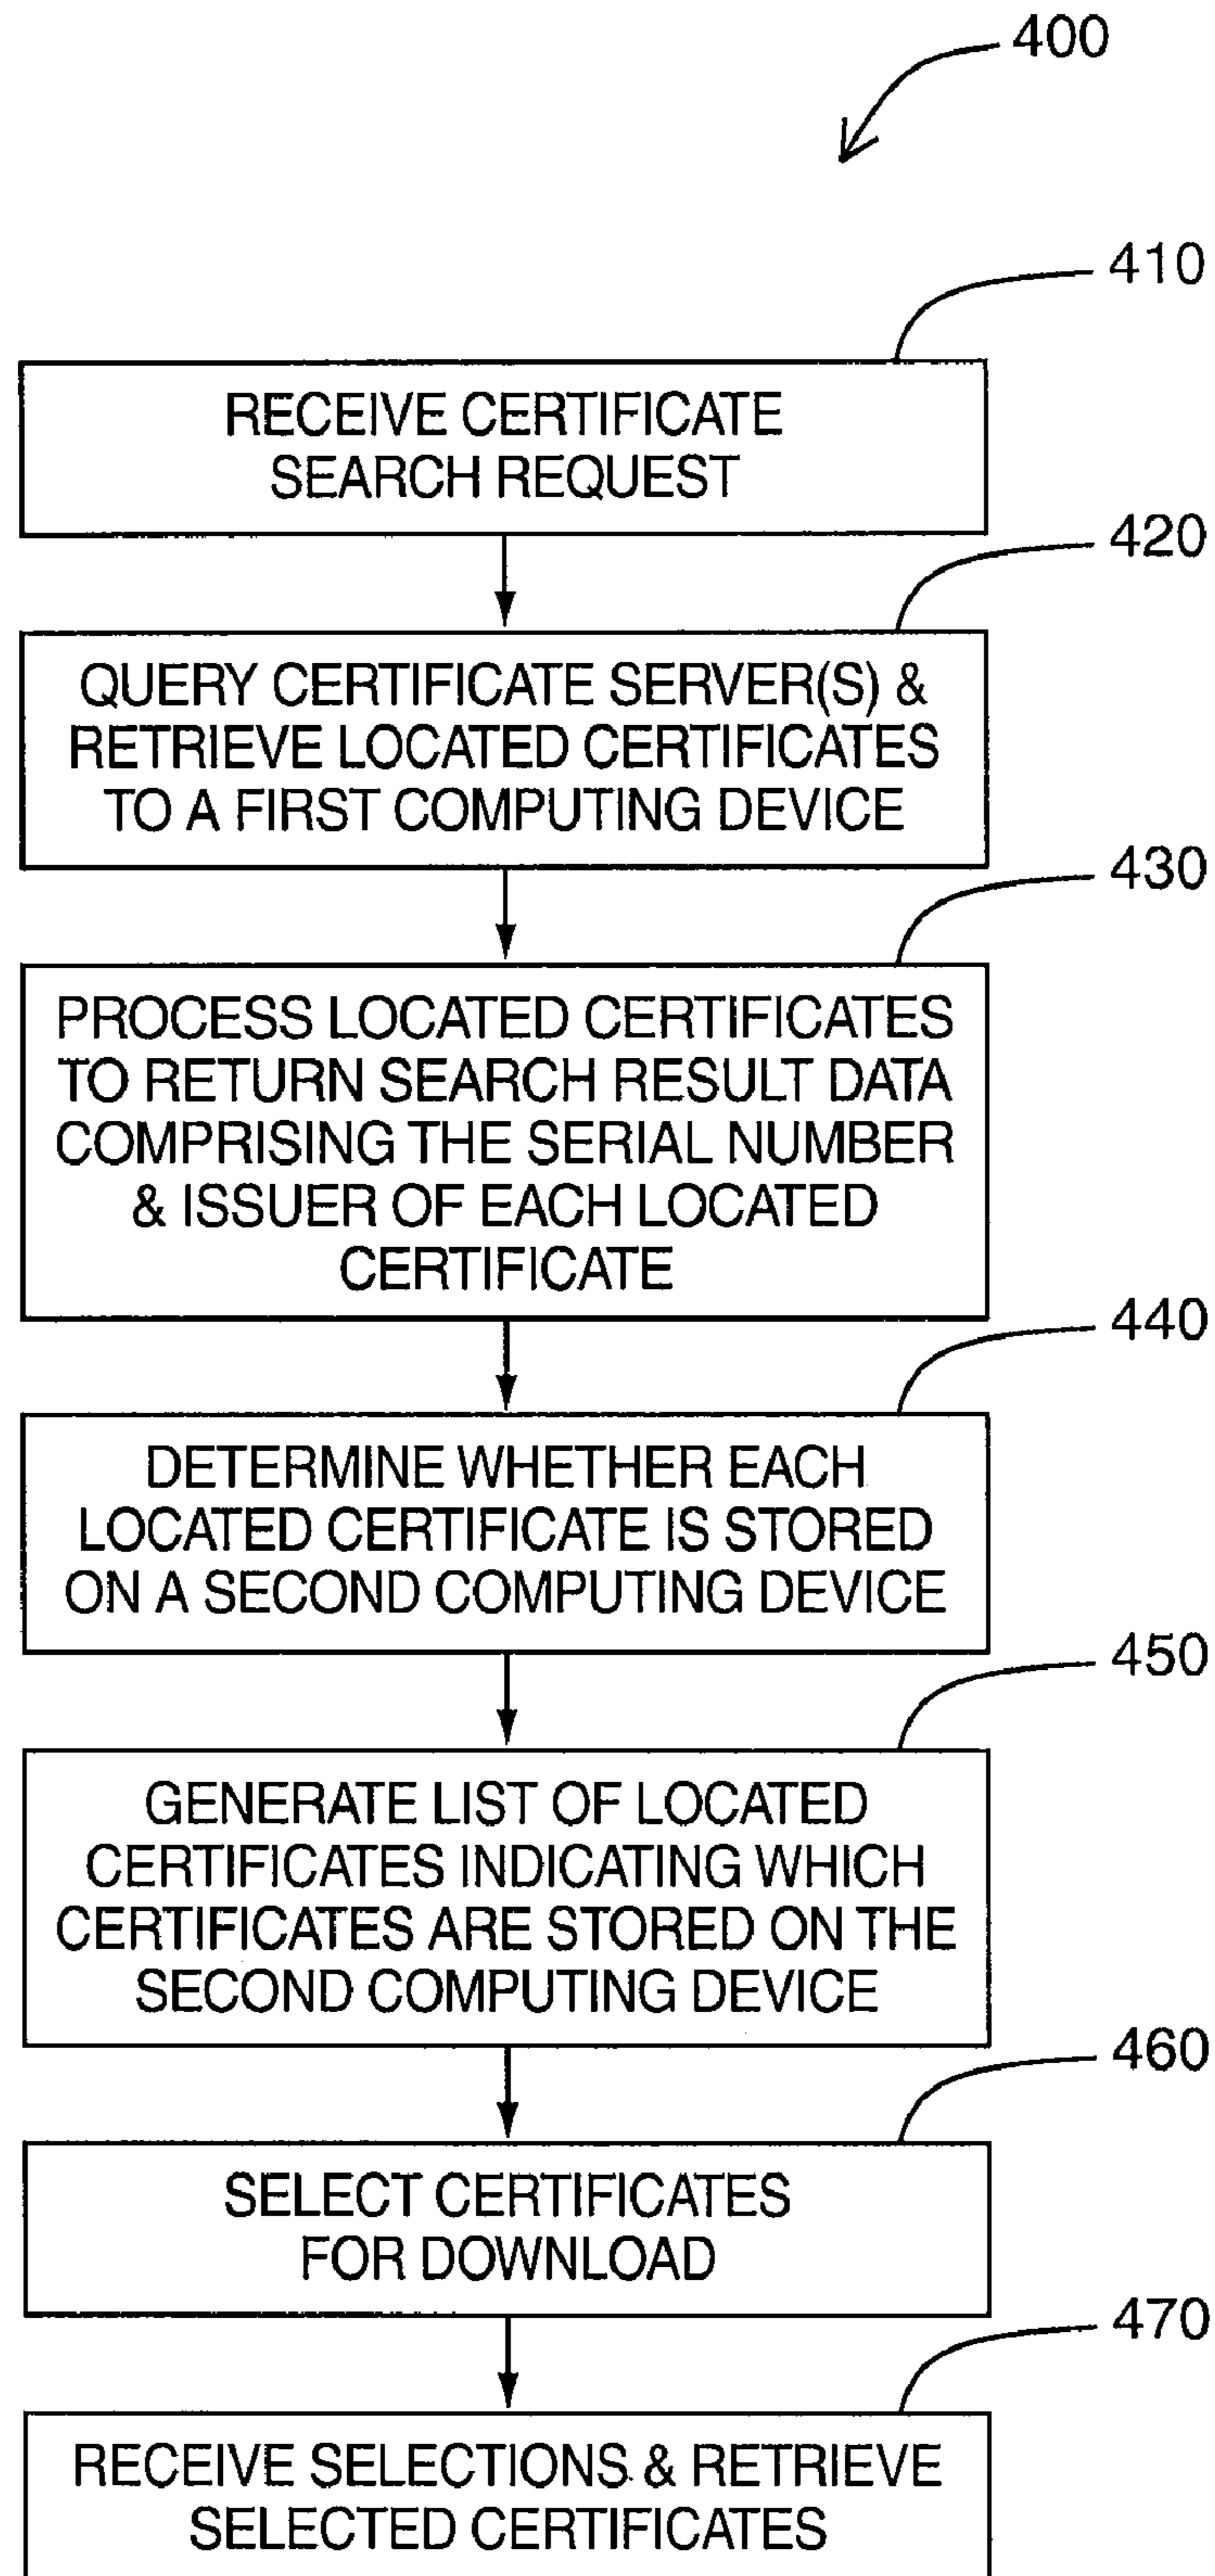 400
410
RECEIVE CERTIFICATE
SEARCH REQUEST
420
QUERY CERTIFICATE SERVER(S) &
RETRIEVE LOCATED CERTIFICATES
TO A FIRST COMPUTING DEVICE
430
PROCESS LOCATED CERTIFICATES
TO RETURN SEARCH RESULT DATA
COMPRISING THE SERIAL NUMBER
& ISSUER OF EACH LOCATED
CERTIFICATE
440
DETERMINE WHETHER EACH
LOCATED CERTIFICATE IS STORED
ON A SECOND COMPUTING DEVICE
450
GENERATE LIST OF LOCATED
CERTIFICATES INDICATING WHICH
CERTIFICATES ARE STORED ON THE
SECOND COMPUTING DEVICE
460
SELECT CERTIFICATES
FOR DOWNLOAD
470
RECEIVE SELECTIONS & RETRIEVE
SELECTED CERTIFICATES